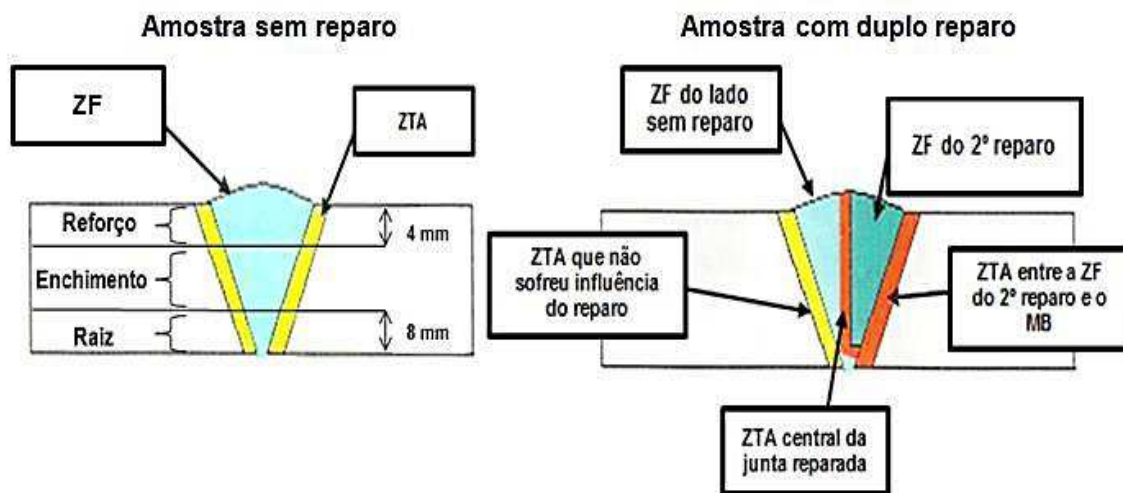 Amostra sem reparo
ZF
ZTA
Reforço
Enchimento
Raiz
4 mm
8 mm
Amostra com duplo reparo
ZF do lado
sem reparo
ZF do 2º reparo
ZTA que não
sofreu influência
do reparo
ZTA entre a ZF
do 2º reparo e o
MB
ZTA central da
junta reparada